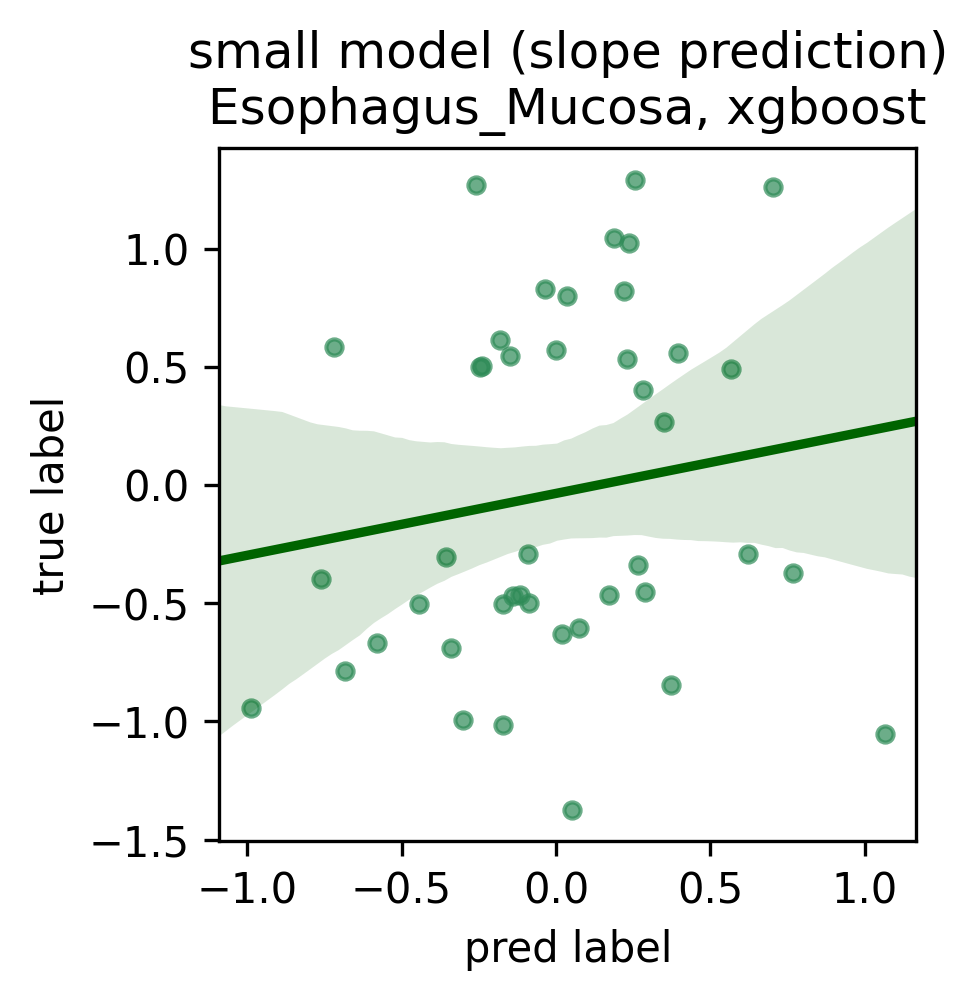 small model (slope prediction)
Esophagus_Mucosa, xgboost
1.0
0.5
0.0
−0.5
−1.0
−1.5
true label
−1.0 −0.5 0.0 0.5 1.0
pred label